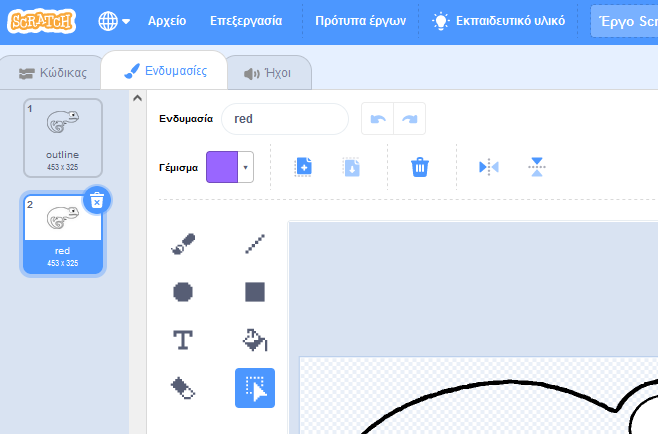 SCRATCH Αρχείο Επεξεργασία Πρότυπα έργων Εκπαιδευτικό υλικό Έργο Scr
Κώδικας Ενδυμασίες Ήχοι
1
outline
453 x 325
2
red
453 x 325
Ενδυμασία red
Γέμισμα
T